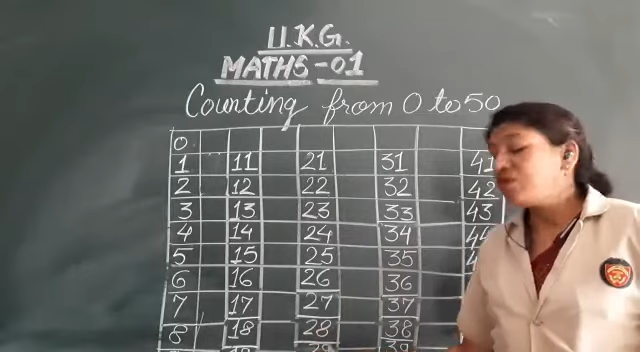 U.K.G.
MATHS-01
Counting from 0 to 50
0
1 11 21 31 41
2 12 22 32 42
3 13 23 33 43
4 14 24 34
5 15 25 35
6 16 26 36
7 17 27 37
8 18 28 38
29 39